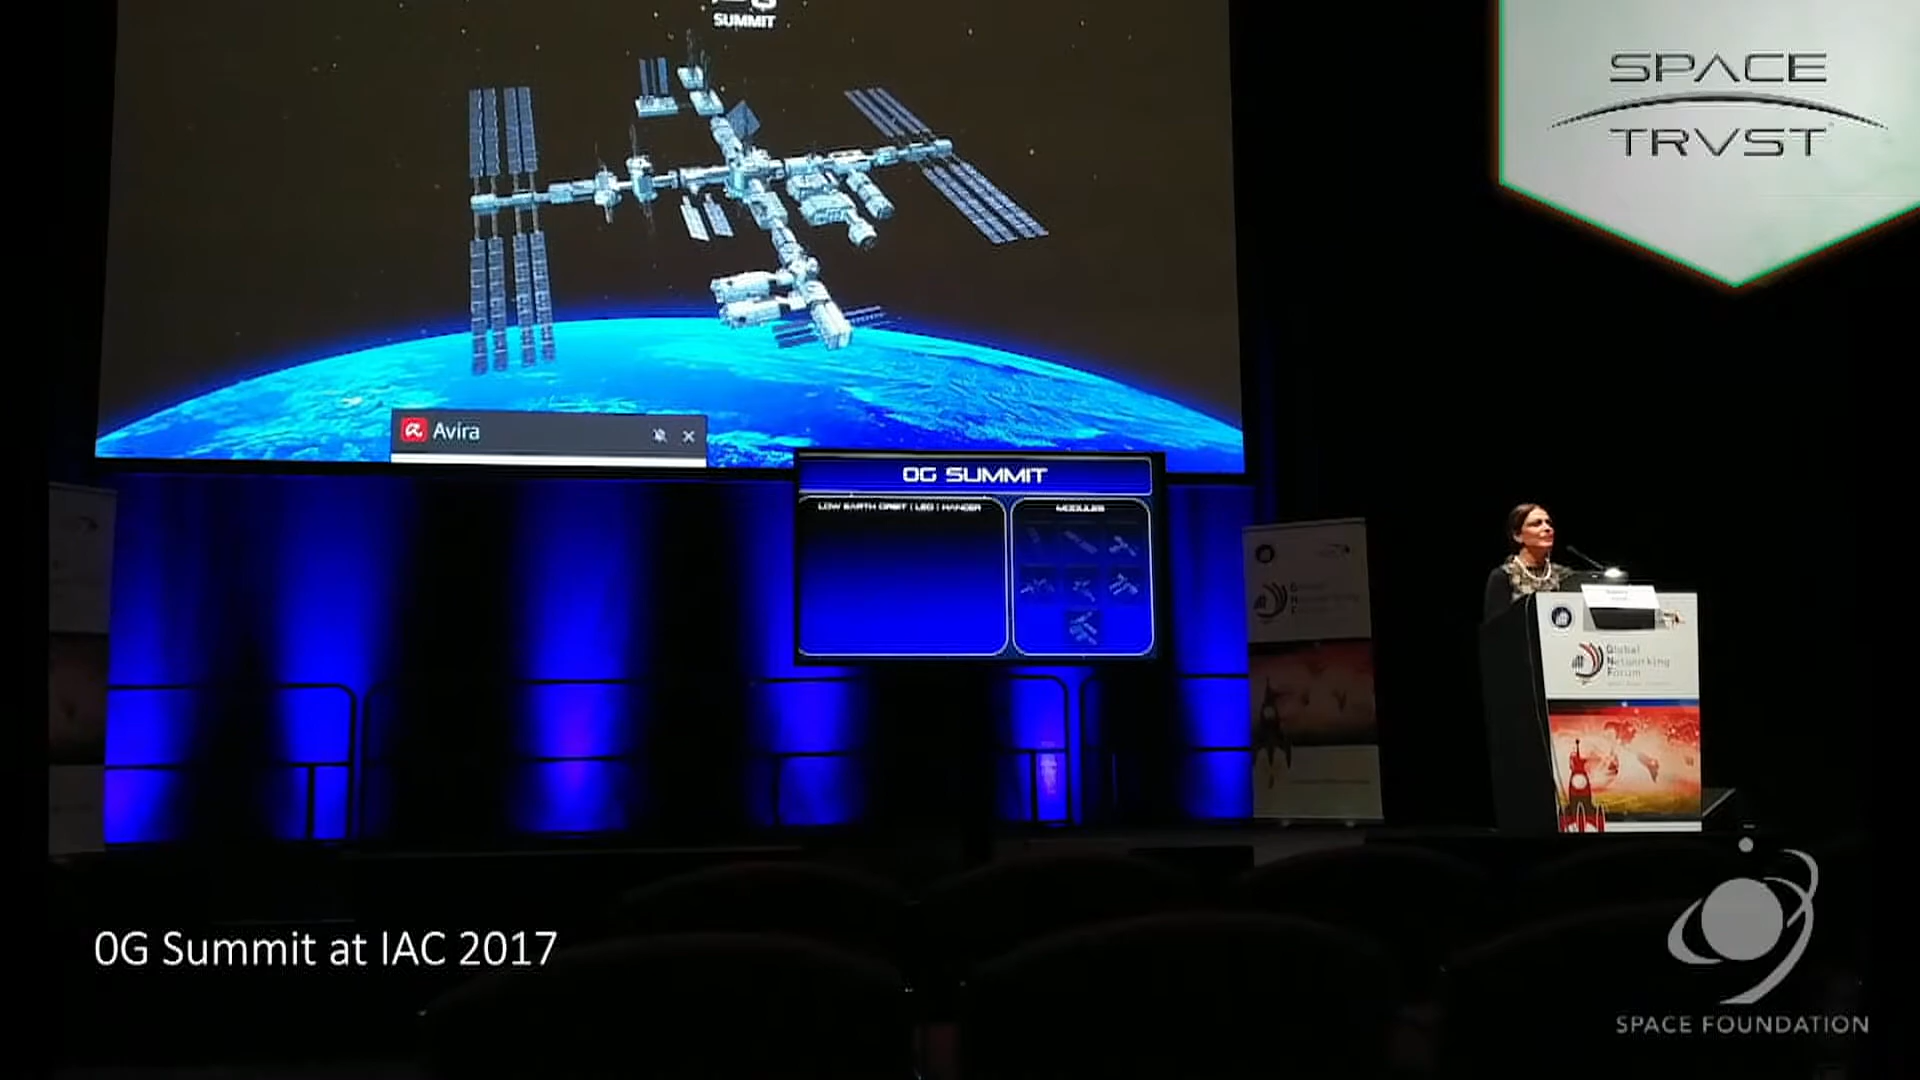 SUMMIT
SPACE
TRVST
Avira
0G SUMMIT
LOW EARTH ORBIT | LEO | HANGER
MODULES
Global
Networking
Forum
0G Summit at IAC 2017
SPACE FOUNDATION